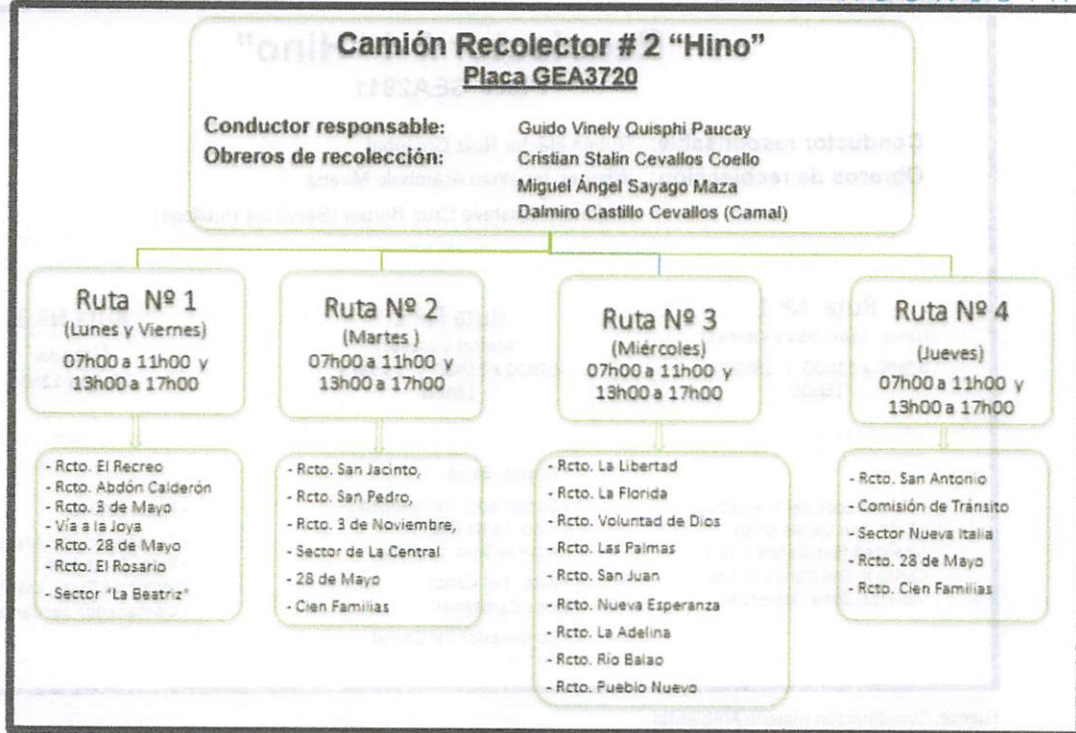 Camión Recolector # 2 “Hino”
Placa GEA3720
Conductor responsable: Guido Vinely Quisphi Paucay
Obreros de recolección: Cristian Stalin Cevallos Coello
Miguel Ángel Sayago Maza
Dalmiro Castillo Cevallos (Camal)
Ruta Nº 1
(Lunes y Viernes)
07h00 a 11h00 y
13h00 a 17h00
- Rcto. El Recreo
- Rcto. Abdón Calderón
- Rcto. 3 de Mayo
- Vía a la Joya
- Rcto. 28 de Mayo
- Rcto. El Rosario
- Sector “La Beatriz”
Ruta Nº 2
(Martes )
07h00 a 11h00 y
13h00 a 17h00
- Rcto. San Jacinto,
- Rcto. San Pedro,
- Rcto. 3 de Noviembre,
- Sector de La Central
- 28 de Mayo
- Cien Familias
Ruta Nº 3
(Miércoles)
07h00 a 11h00 y
13h00 a 17h00
- Rcto. La Libertad
- Rcto. La Florida
- Rcto. Voluntad de Dios
- Rcto. Las Palmas
- Rcto. San Juan
- Rcto. Nueva Esperanza
- Rcto. La Adelina
- Rcto. Río Balao
- Rcto. Pueblo Nuevo
Ruta Nº 4
(Jueves)
07h00 a 11h00 y
13h00 a 17h00
- Rcto. San Antonio
- Comisión de Tránsito
- Sector Nueva Italia
- Rcto. 28 de Mayo
- Rcto. Cien Familias